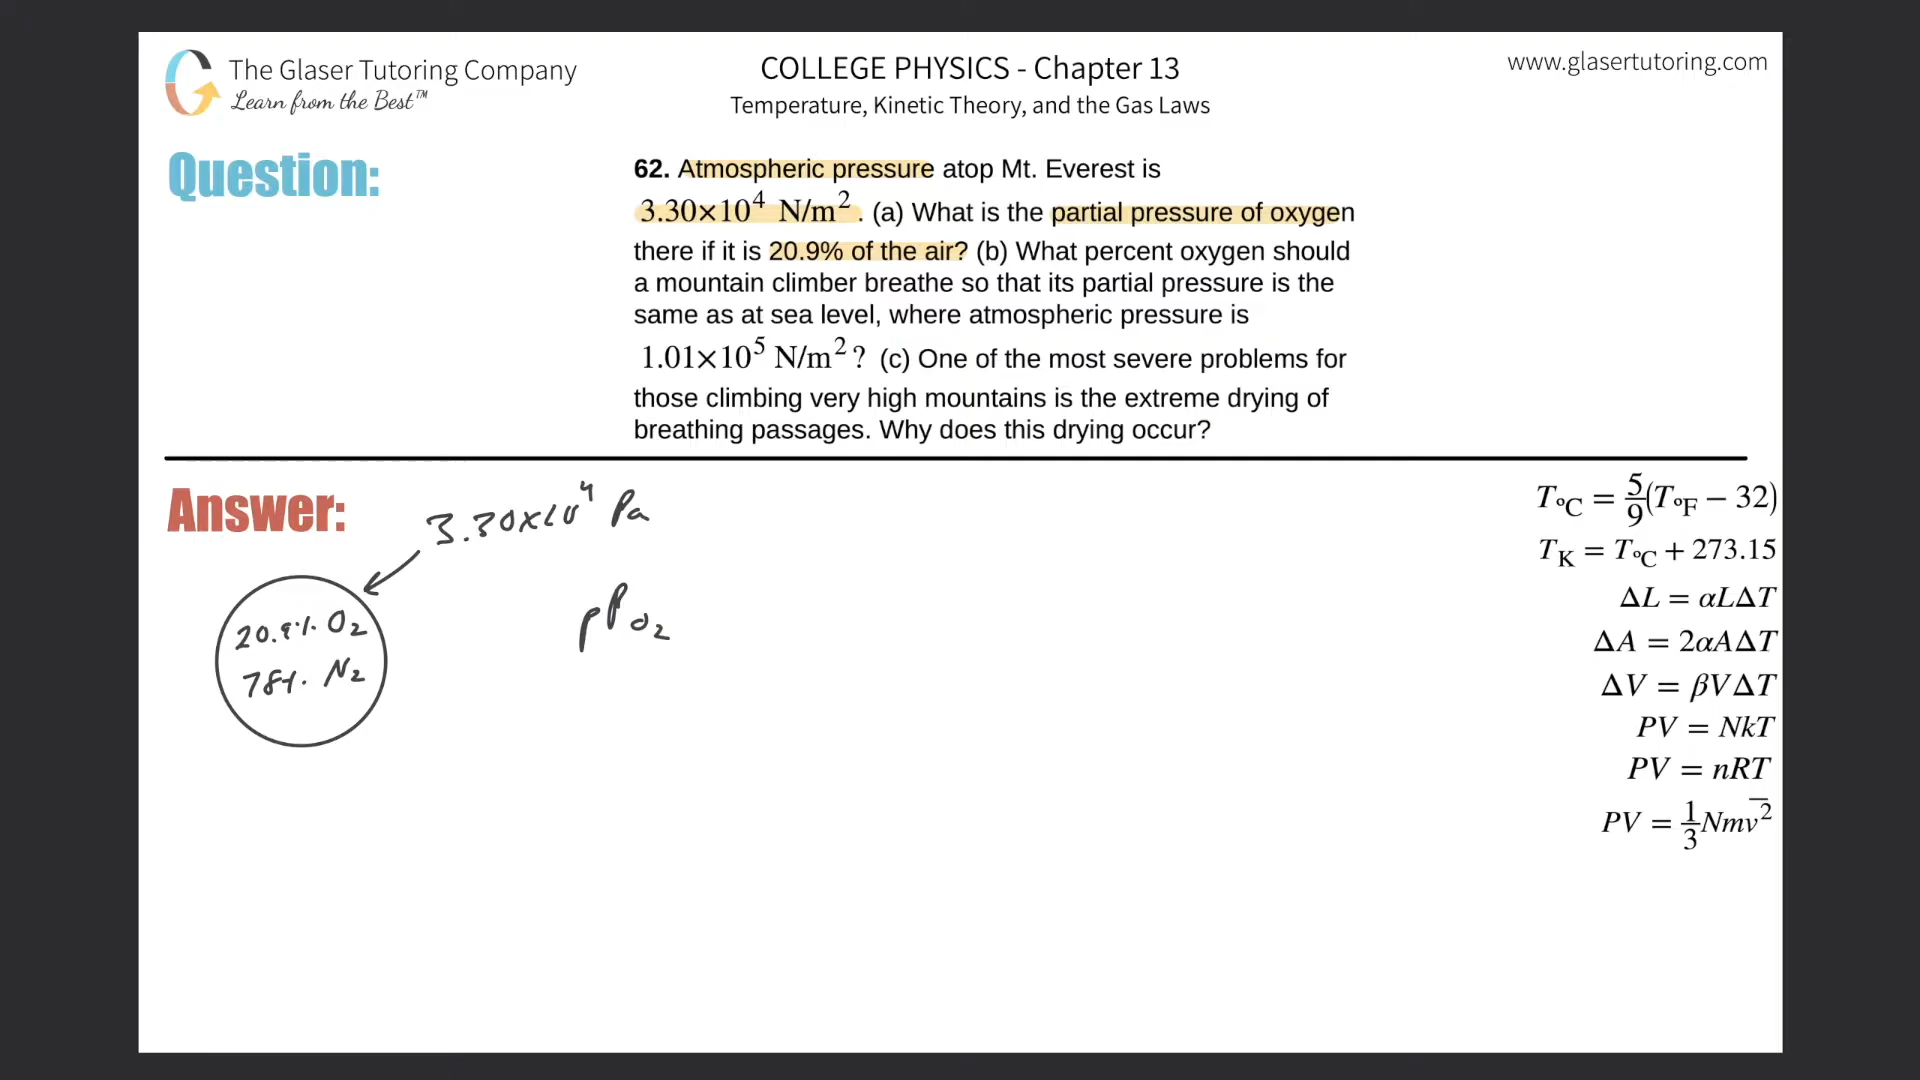 The Glaser Tutoring Company
Learn from the Best™
COLLEGE PHYSICS - Chapter 13
Temperature, Kinetic Theory, and the Gas Laws
www.glasertutoring.com
Question:
62. Atmospheric pressure atop Mt. Everest is
3.30×10⁴ N/m². (a) What is the partial pressure of oxygen
there if it is 20.9% of the air? (b) What percent oxygen should
a mountain climber breathe so that its partial pressure is the
same as at sea level, where atmospheric pressure is
1.01×10⁵ N/m²? (c) One of the most severe problems for
those climbing very high mountains is the extreme drying of
breathing passages. Why does this drying occur?
Answer:
3.30×10⁴ Pa
20.9% O₂
78% N₂
pPO₂
T°C = 5/9(T°F − 32)
TK = T°C + 273.15
ΔL = αLΔT
ΔA = 2αAΔT
ΔV = βVΔT
PV = NkT
PV = nRT
PV = 1/3Nmv̅²